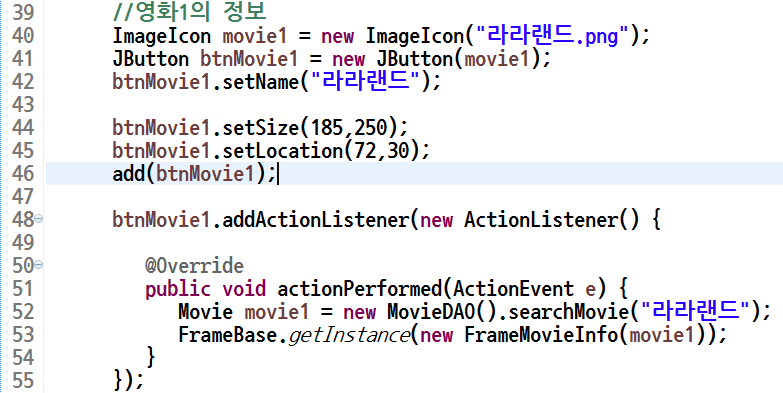 39 //영화1의 정보
40 ImageIcon movie1 = new ImageIcon("라라랜드.png");
41 JButton btnMovie1 = new JButton(movie1);
42 btnMovie1.setName("라라랜드");
43
44 btnMovie1.setSize(185,250);
45 btnMovie1.setLocation(72,30);
46 add(btnMovie1);
47
48 btnMovie1.addActionListener(new ActionListener() {
49
50 @Override
51 public void actionPerformed(ActionEvent e) {
52 Movie movie1 = new MovieDAO().searchMovie("라라랜드");
53 FrameBase.getInstance(new FrameMovieInfo(movie1));
54 }
55 });